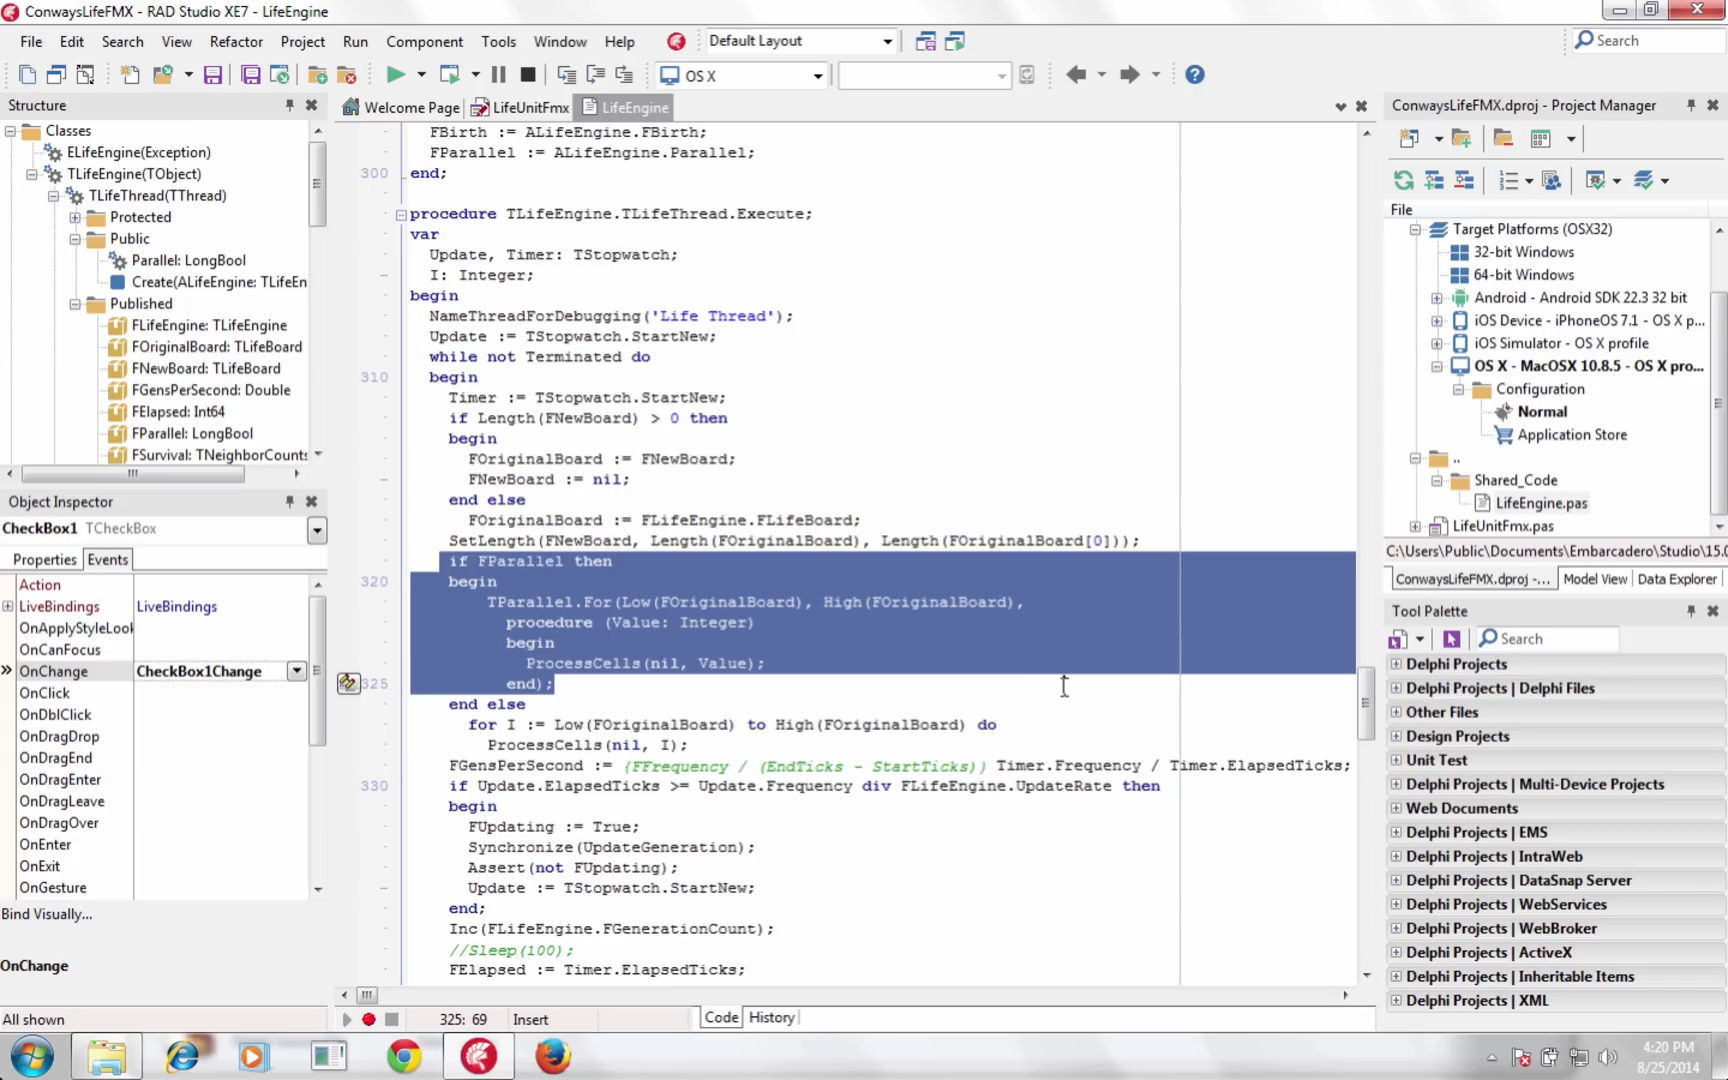 ConwaysLifeFMX - RAD Studio XE7 - LifeEngine
File Edit Search View Refactor Project Run Component Tools Window Help Default Layout Search
OS X
Structure
Classes
ELifeEngine(Exception)
TLifeEngine(TObject)
TLifeThread(TThread)
Protected
Public
Parallel: LongBool
Create(ALifeEngine: TLifeEn
Published
FLifeEngine: TLifeEngine
FOriginalBoard: TLifeBoard
FNewBoard: TLifeBoard
FGensPerSecond: Double
FElapsed: Int64
FParallel: LongBool
FSurvival: TNeighborCounts
Object Inspector
CheckBox1 TCheckBox
Properties Events
Action
LiveBindings LiveBindings
OnApplyStyleLook
OnCanFocus
OnChange CheckBox1Change
OnClick
OnDblClick
OnDragDrop
OnDragEnd
OnDragEnter
OnDragLeave
OnDragOver
OnEnter
OnExit
OnGesture
Bind Visually...
OnChange
All shown
Welcome Page LifeUnitFmx LifeEngine
FBirth := ALifeEngine.FBirth;
FParallel := ALifeEngine.Parallel;
300 end;
procedure TLifeEngine.TLifeThread.Execute;
var
Update, Timer: TStopwatch;
I: Integer;
begin
NameThreadForDebugging('Life Thread');
Update := TStopwatch.StartNew;
while not Terminated do
310 begin
Timer := TStopwatch.StartNew;
if Length(FNewBoard) > 0 then
begin
FOriginalBoard := FNewBoard;
FNewBoard := nil;
end else
FOriginalBoard := FLifeEngine.FLifeBoard;
SetLength(FNewBoard, Length(FOriginalBoard), Length(FOriginalBoard[0]));
if FParallel then
320 begin
TParallel.For(Low(FOriginalBoard), High(FOriginalBoard),
procedure (Value: Integer)
begin
ProcessCells(nil, Value);
325 end);
end else
for I := Low(FOriginalBoard) to High(FOriginalBoard) do
ProcessCells(nil, I);
FGensPerSecond := {FFrequency / (EndTicks - StartTicks)} Timer.Frequency / Timer.ElapsedTicks;
330 if Update.ElapsedTicks >= Update.Frequency div FLifeEngine.UpdateRate then
begin
FUpdating := True;
Synchronize(UpdateGeneration);
Assert(not FUpdating);
Update := TStopwatch.StartNew;
end;
Inc(FLifeEngine.FGenerationCount);
//Sleep(100);
FElapsed := Timer.ElapsedTicks;
325: 69 Insert Code History
ConwaysLifeFMX.dproj - Project Manager
File
Target Platforms (OSX32)
32-bit Windows
64-bit Windows
Android - Android SDK 22.3 32 bit
iOS Device - iPhoneOS 7.1 - OS X p...
iOS Simulator - OS X profile
OS X - MacOSX 10.8.5 - OS X pro...
Configuration
Normal
Application Store
..
Shared_Code
LifeEngine.pas
LifeUnitFmx.pas
C:\Users\Public\Documents\Embarcadero\Studio\15.0
ConwaysLifeFMX.dproj -... Model View Data Explorer
Tool Palette
Search
Delphi Projects
Delphi Projects | Delphi Files
Other Files
Design Projects
Unit Test
Delphi Projects | Multi-Device Projects
Web Documents
Delphi Projects | EMS
Delphi Projects | IntraWeb
Delphi Projects | DataSnap Server
Delphi Projects | WebServices
Delphi Projects | WebBroker
Delphi Projects | ActiveX
Delphi Projects | Inheritable Items
Delphi Projects | XML
4:20 PM
8/25/2014